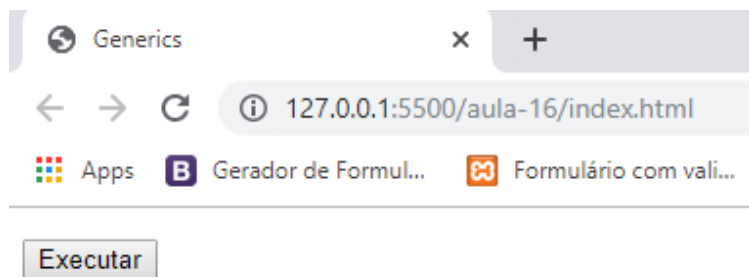 Generics
127.0.0.1:5500/aula-16/index.html
Apps B Gerador de Formul... Formulário com vali...
Executar